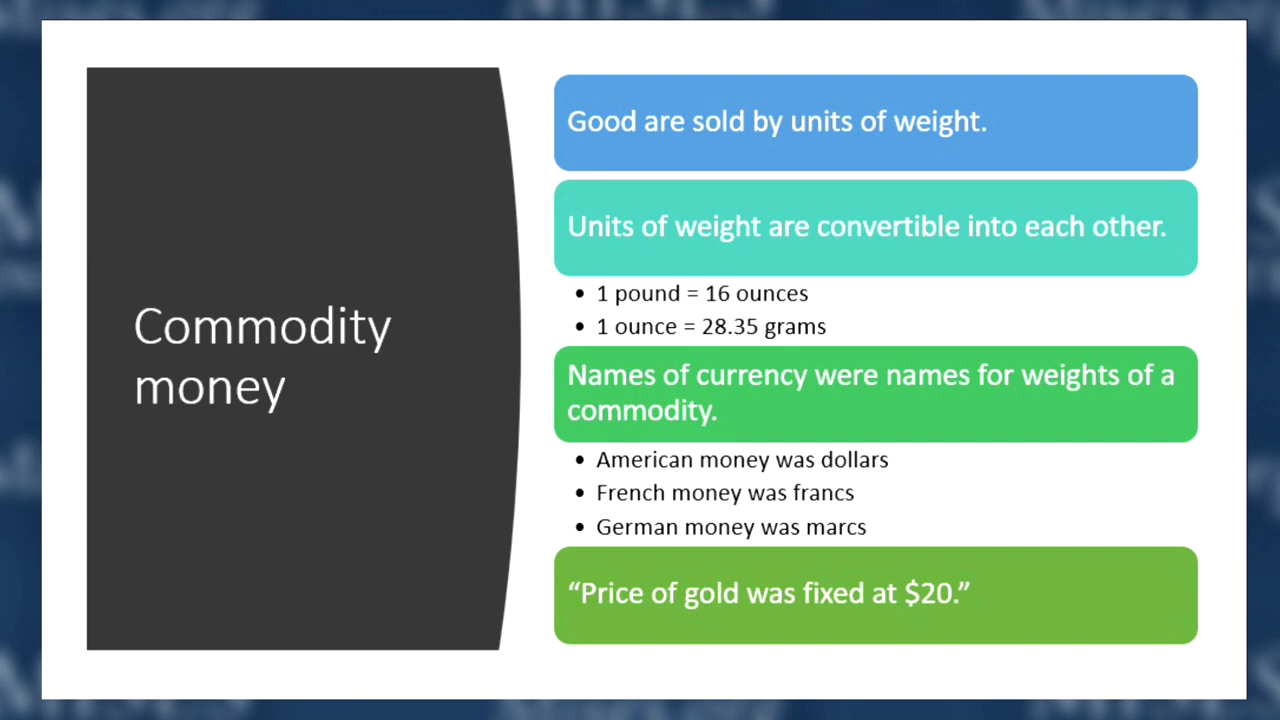 Good are sold by units of weight.
Units of weight are convertible into each other.
• 1 pound = 16 ounces
• 1 ounce = 28.35 grams
Commodity
money
Names of currency were names for weights of a
commodity.
• American money was dollars
• French money was francs
• German money was marcs
“Price of gold was fixed at $20.”